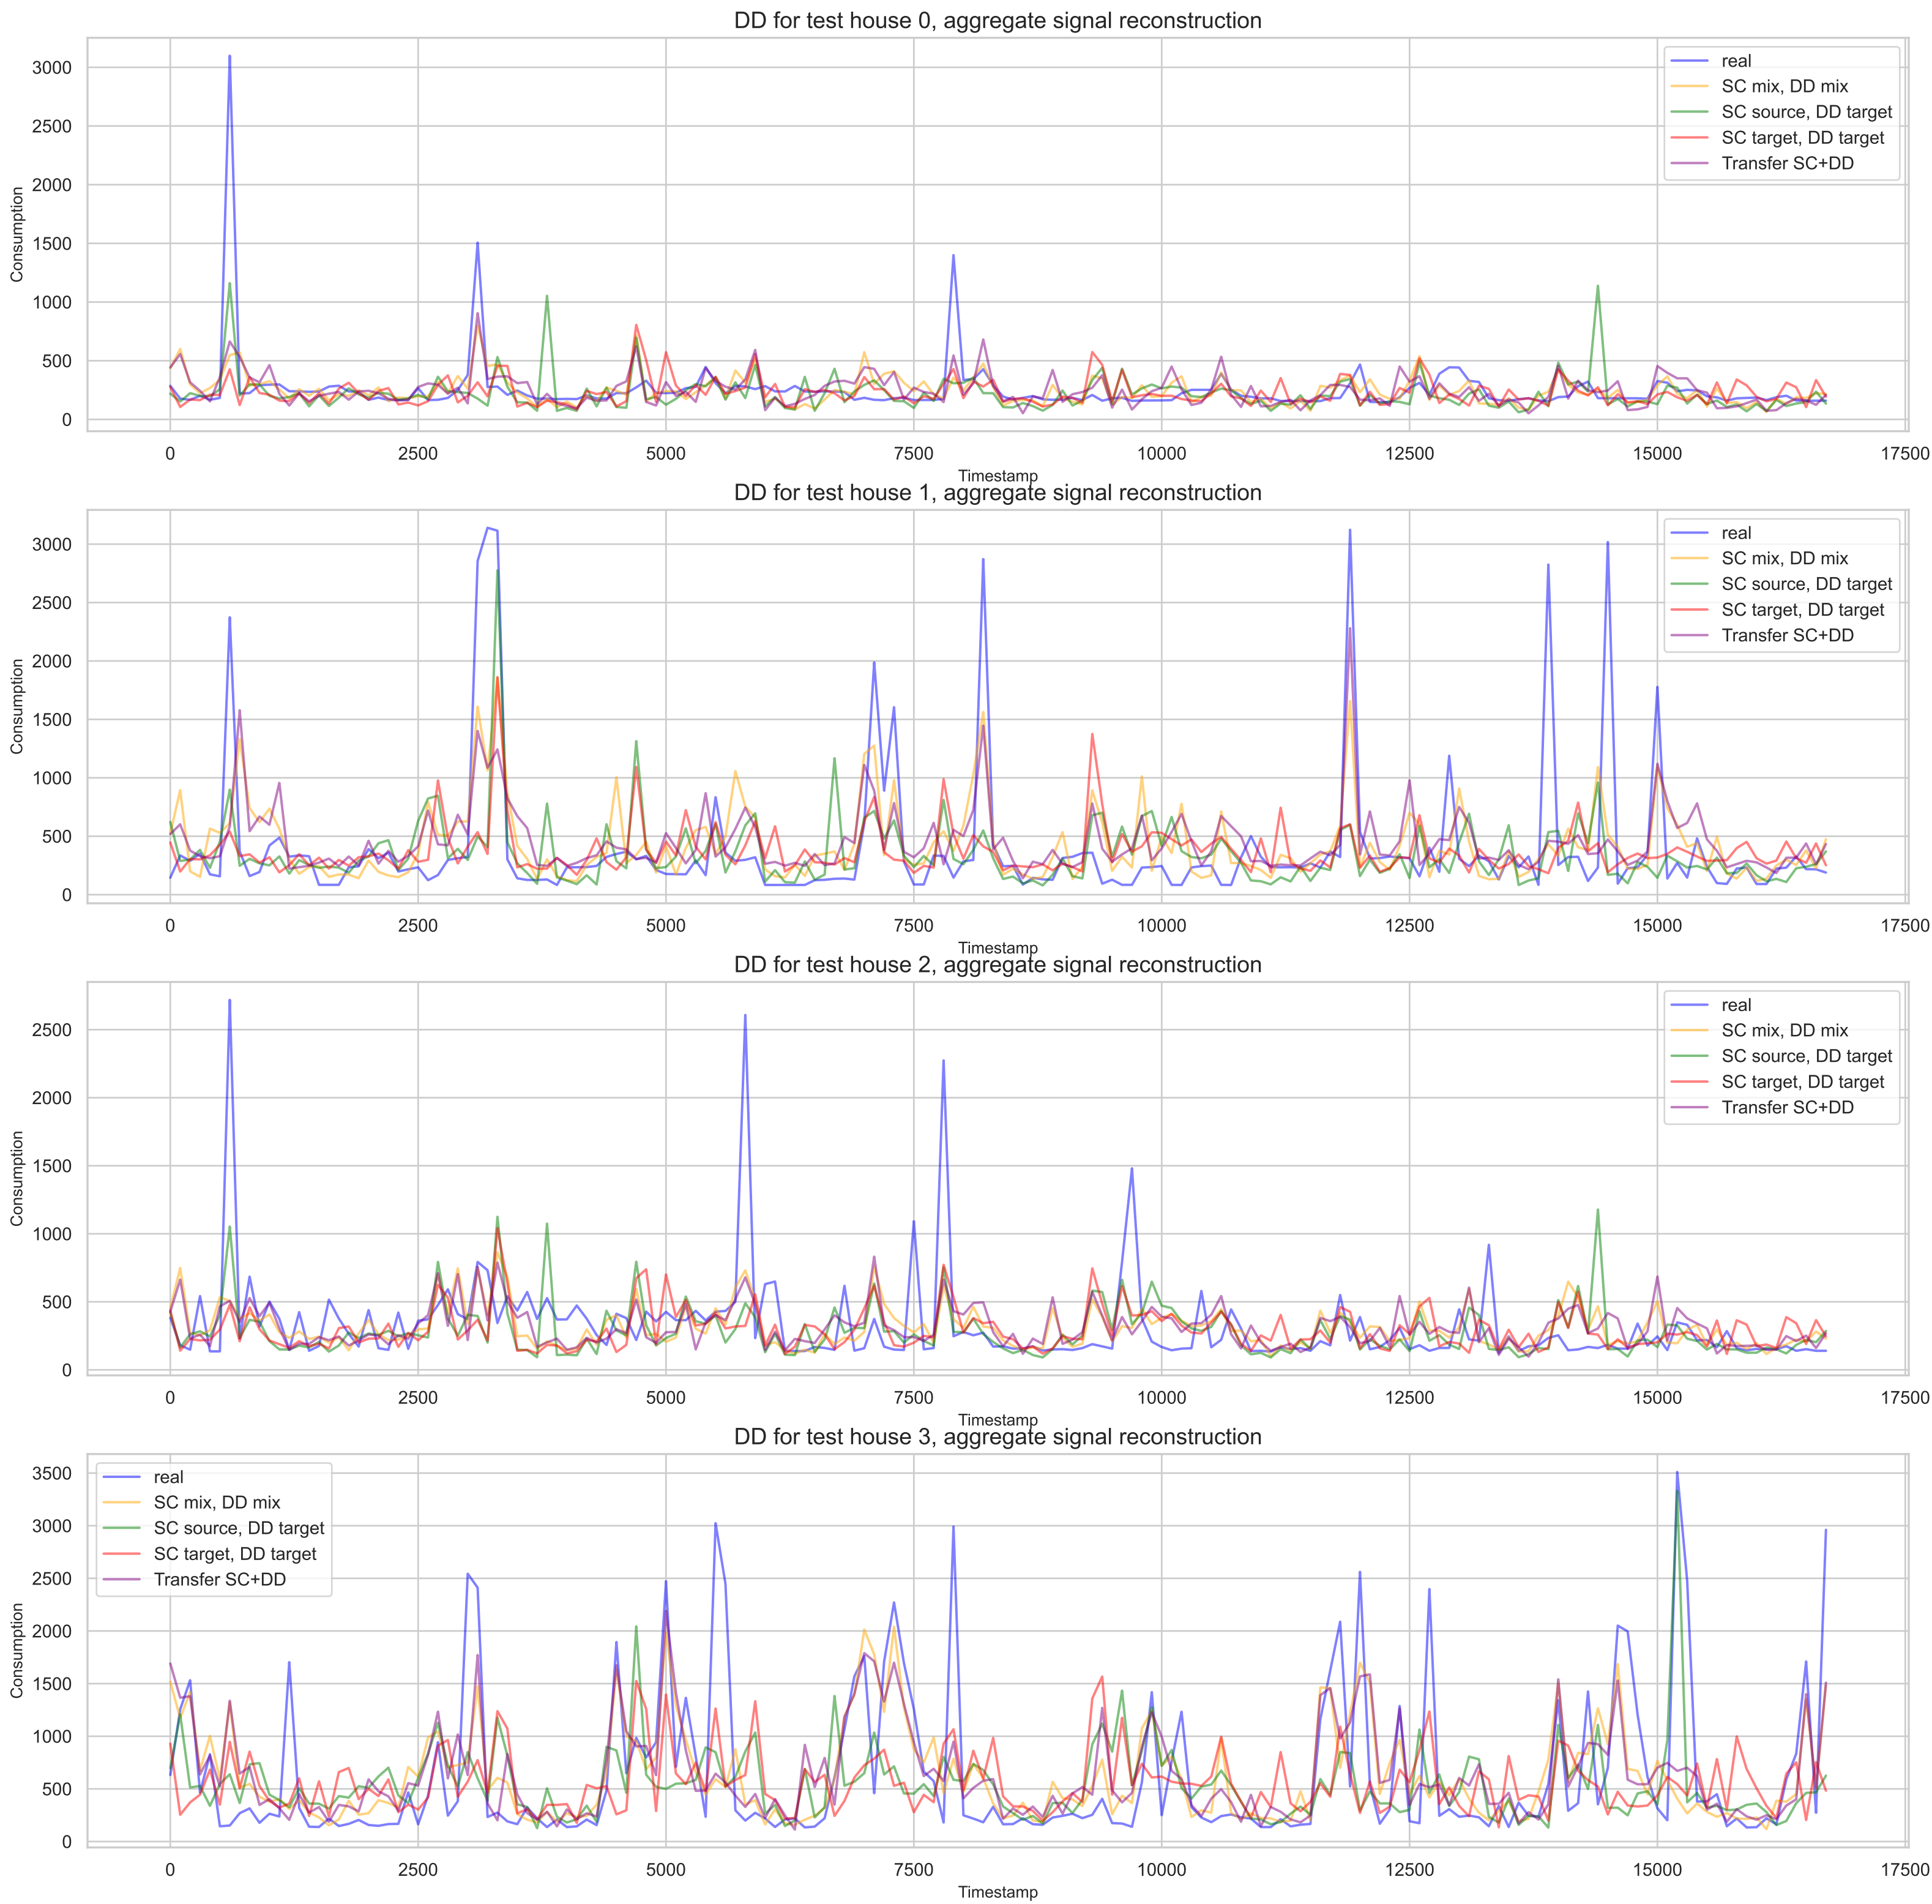 DD for test house 0, aggregate signal reconstruction
3000
2500
2000
1500
1000
500
0
Consumption
real
SC mix, DD mix
SC source, DD target
SC target, DD target
Transfer SC+DD
0 2500 5000 7500 10000 12500 15000 17500
Timestamp
DD for test house 1, aggregate signal reconstruction
3000
2500
2000
1500
1000
500
0
Consumption
real
SC mix, DD mix
SC source, DD target
SC target, DD target
Transfer SC+DD
0 2500 5000 7500 10000 12500 15000 17500
Timestamp
DD for test house 2, aggregate signal reconstruction
2500
2000
1500
1000
500
0
Consumption
real
SC mix, DD mix
SC source, DD target
SC target, DD target
Transfer SC+DD
0 2500 5000 7500 10000 12500 15000 17500
Timestamp
DD for test house 3, aggregate signal reconstruction
3500
3000
2500
2000
1500
1000
500
0
Consumption
real
SC mix, DD mix
SC source, DD target
SC target, DD target
Transfer SC+DD
0 2500 5000 7500 10000 12500 15000 17500
Timestamp